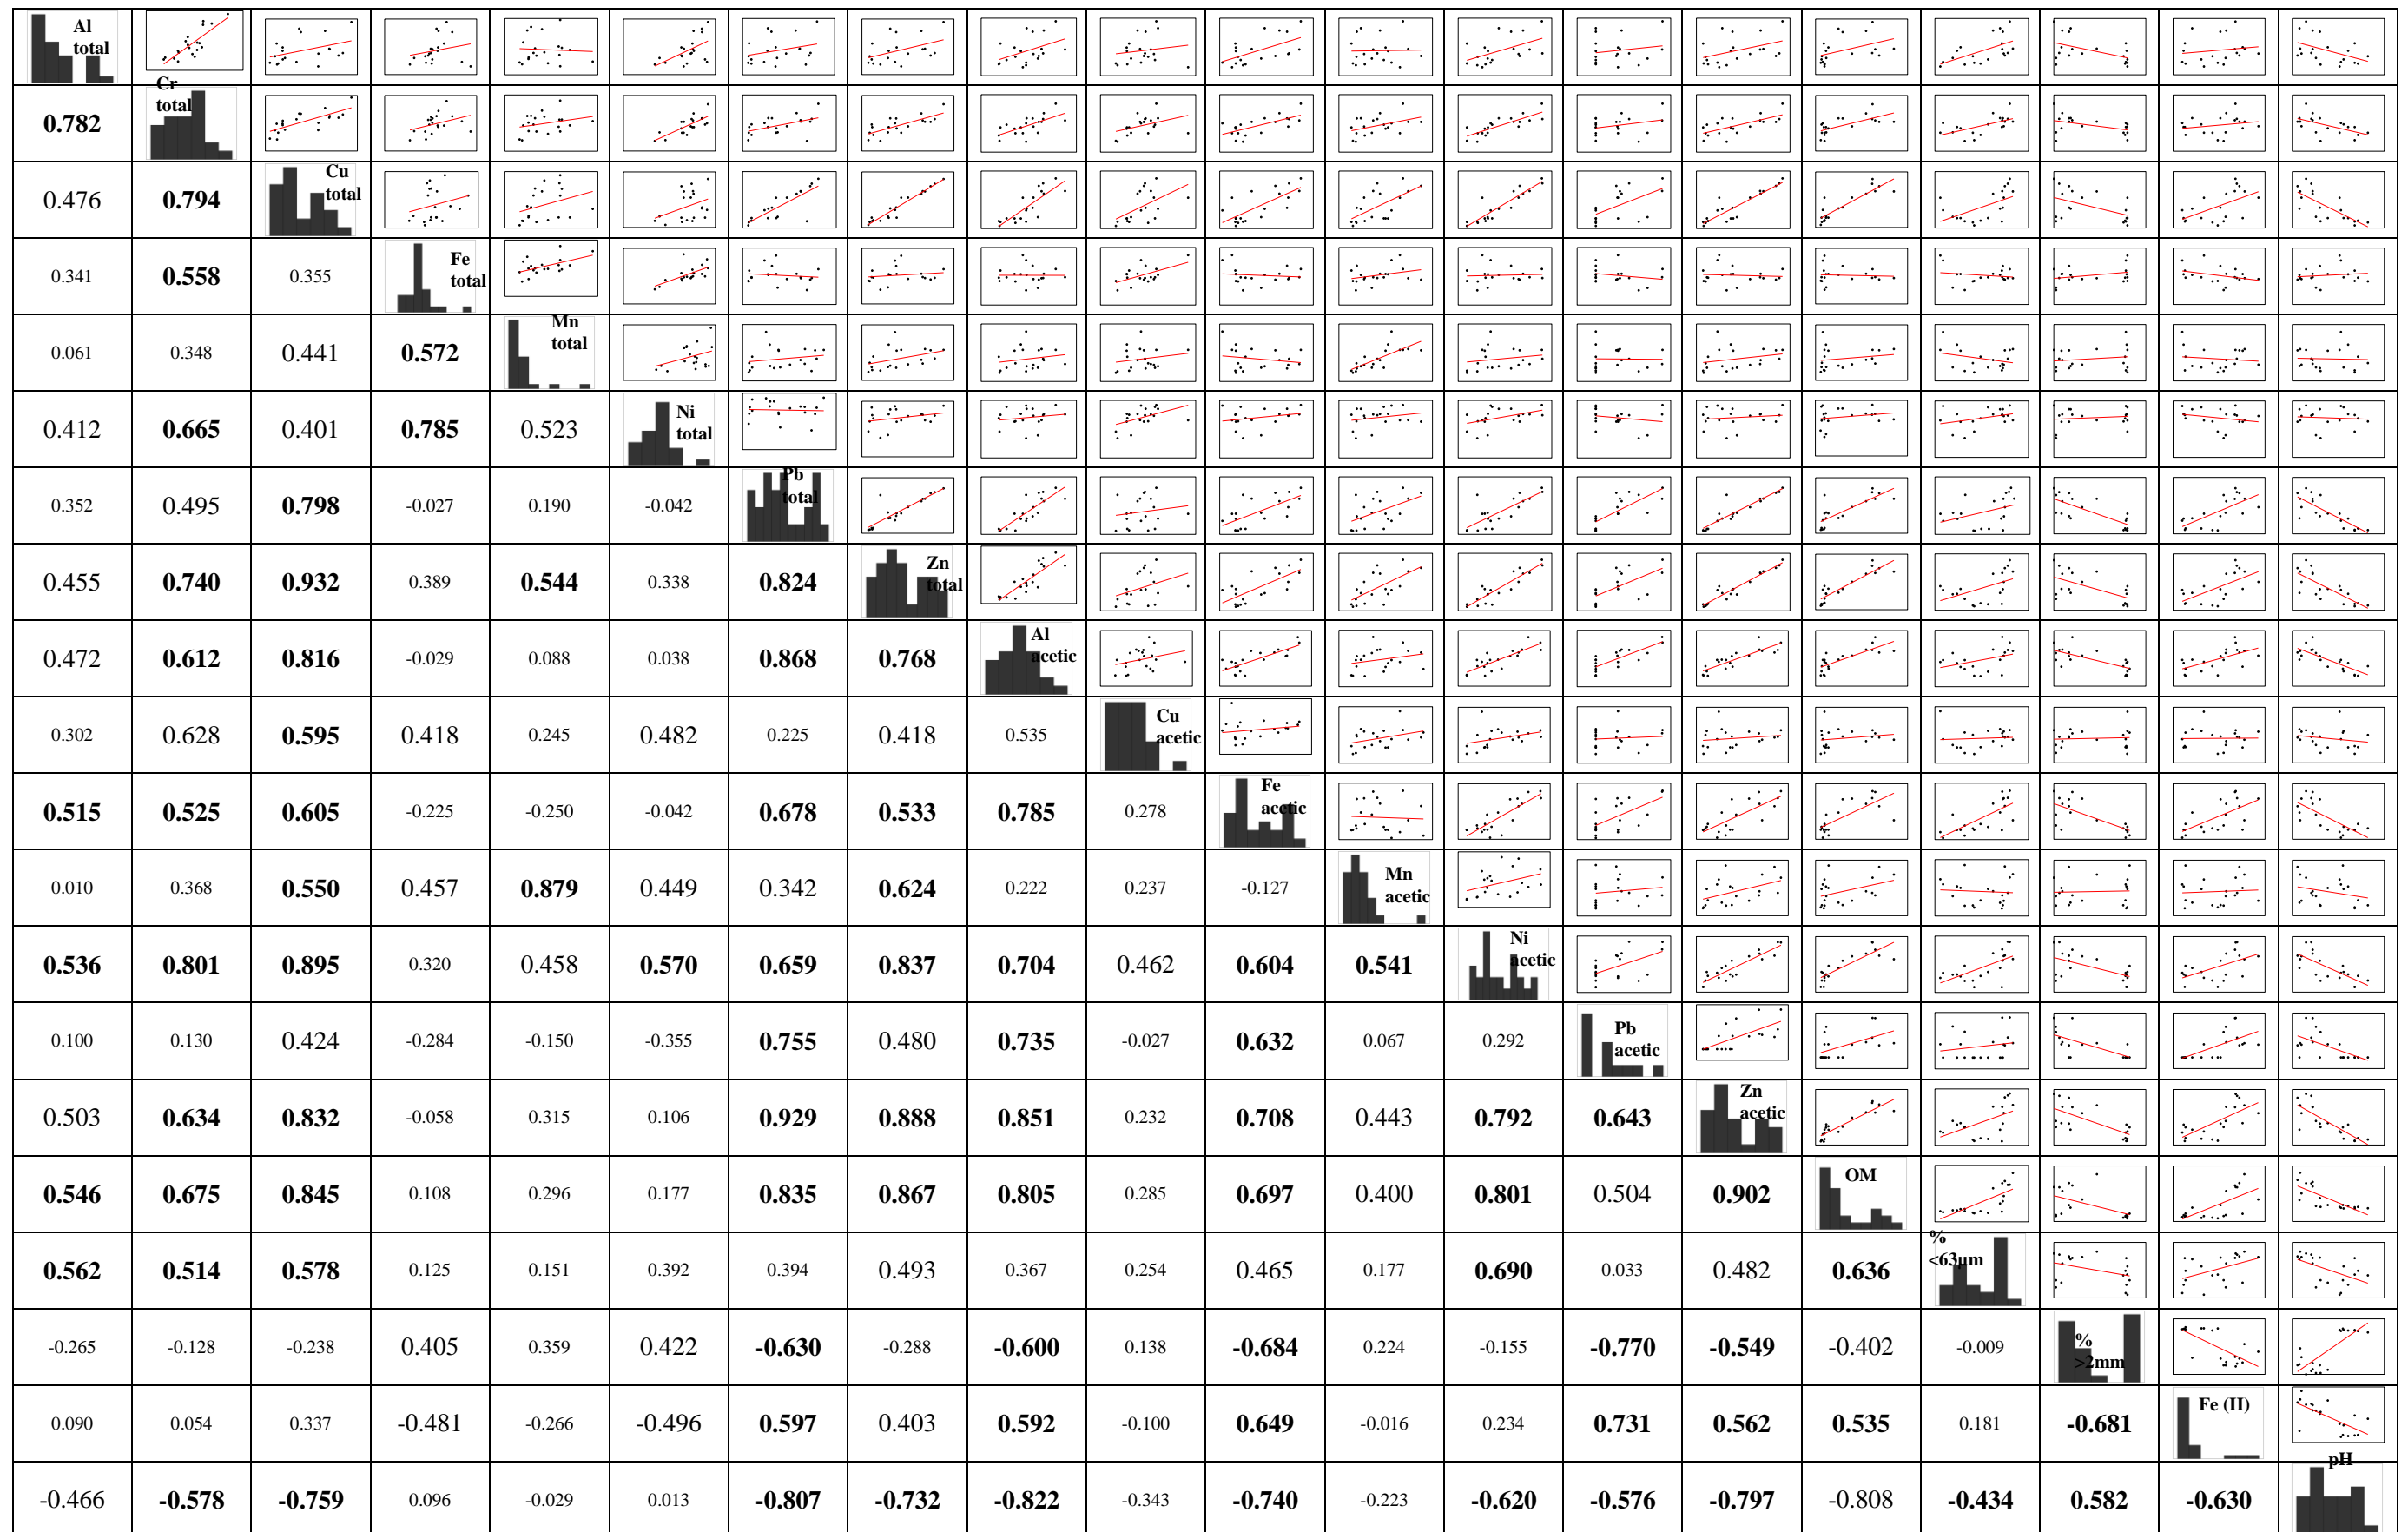 Al
total
Cr
total
0.782
Cu
total
0.476 0.794
Fe
total
0.341 0.558 0.355
Mn
total
0.061 0.348 0.441 0.572
Ni
total
0.412 0.665 0.401 0.785 0.523
Pb
total
0.352 0.495 0.798 -0.027 0.190 -0.042
Zn
total
0.455 0.740 0.932 0.389 0.544 0.338 0.824
Al
acetic
0.472 0.612 0.816 -0.029 0.088 0.038 0.868 0.768
Cu
acetic
0.302 0.628 0.595 0.418 0.245 0.482 0.225 0.418 0.535
Fe
acetic
0.515 0.525 0.605 -0.225 -0.250 -0.042 0.678 0.533 0.785 0.278
Mn
acetic
0.010 0.368 0.550 0.457 0.879 0.449 0.342 0.624 0.222 0.237 -0.127
Ni
acetic
0.536 0.801 0.895 0.320 0.458 0.570 0.659 0.837 0.704 0.462 0.604 0.541
Pb
acetic
0.100 0.130 0.424 -0.284 -0.150 -0.355 0.755 0.480 0.735 -0.027 0.632 0.067 0.292
Zn
acetic
0.503 0.634 0.832 -0.058 0.315 0.106 0.929 0.888 0.851 0.232 0.708 0.443 0.792 0.643
OM
0.546 0.675 0.845 0.108 0.296 0.177 0.835 0.867 0.805 0.285 0.697 0.400 0.801 0.504 0.902
%
<63µm
0.562 0.514 0.578 0.125 0.151 0.392 0.394 0.493 0.367 0.254 0.465 0.177 0.690 0.033 0.482 0.636
%
>2mm
-0.265 -0.128 -0.238 0.405 0.359 0.422 -0.630 -0.288 -0.600 0.138 -0.684 0.224 -0.155 -0.770 -0.549 -0.402 -0.009
Fe (II)
0.090 0.054 0.337 -0.481 -0.266 -0.496 0.597 0.403 0.592 -0.100 0.649 -0.016 0.234 0.731 0.562 0.535 0.181 -0.681
pH
-0.466 -0.578 -0.759 0.096 -0.029 0.013 -0.807 -0.732 -0.822 -0.343 -0.740 -0.223 -0.620 -0.576 -0.797 -0.808 -0.434 0.582 -0.630